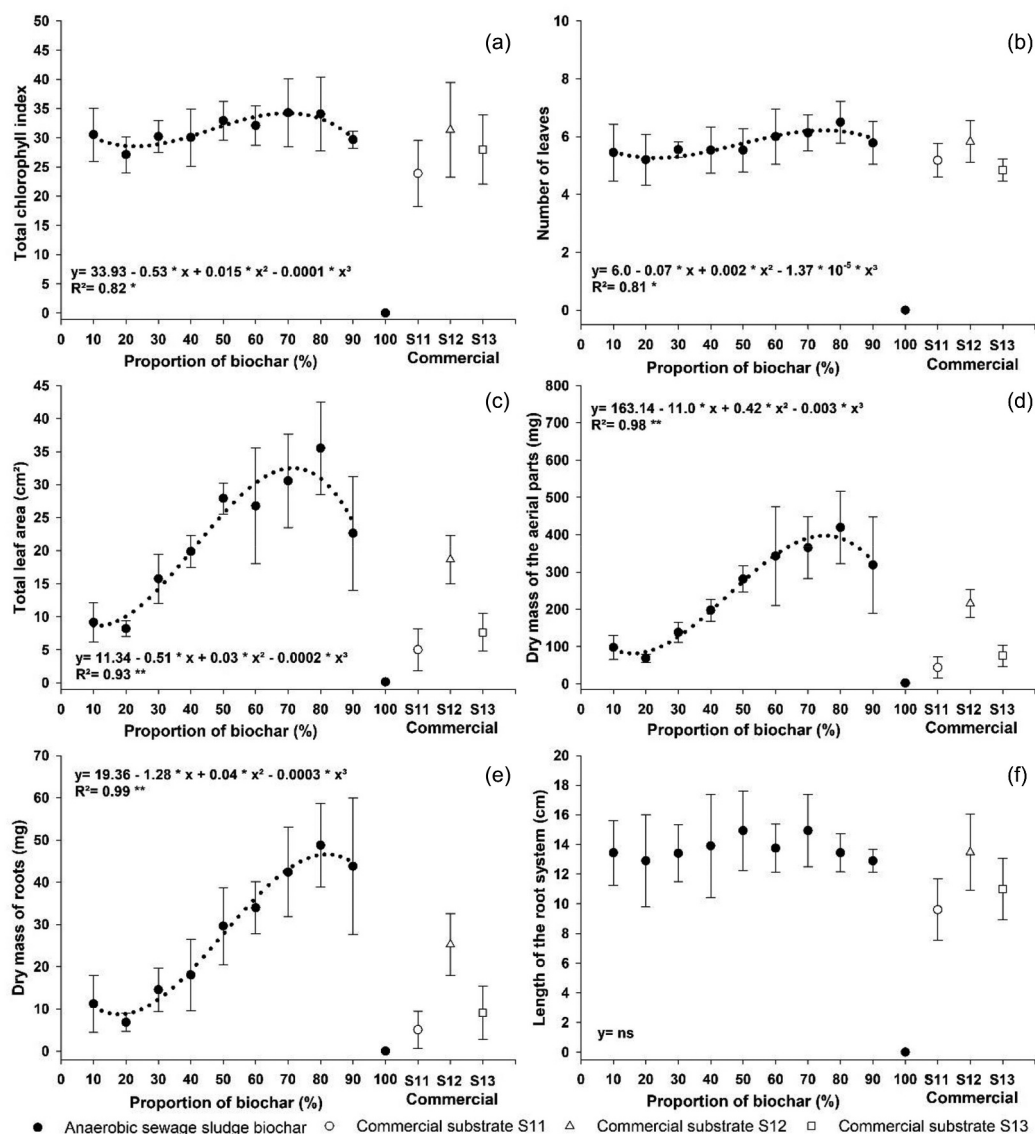 (a)
Total chlorophyll index
50
45
40
35
30
25
20
15
10
5
0
y= 33.93 - 0.53 * x + 0.015 * x² - 0.0001 * x³
R²= 0.82 *
0 10 20 30 40 50 60 70 80 90 100 S11 S12 S13
Proportion of biochar (%) Commercial
(b)
Number of leaves
10
8
6
4
2
0
y= 6.0 - 0.07 * x + 0.002 * x² - 1.37 * 10⁻⁵ * x³
R²= 0.81 *
0 10 20 30 40 50 60 70 80 90 100 S11 S12 S13
Proportion of biochar (%) Commercial
(c)
Total leaf area (cm²)
45
40
35
30
25
20
15
10
5
0
y= 11.34 - 0.51 * x + 0.03 * x² - 0.0002 * x³
R²= 0.93 **
0 10 20 30 40 50 60 70 80 90 100 S11 S12 S13
Proportion of biochar (%) Commercial
(d)
Dry mass of the aerial parts (mg)
800
700
600
500
400
300
200
100
0
y= 163.14 - 11.0 * x + 0.42 * x² - 0.003 * x³
R²= 0.98 **
0 10 20 30 40 50 60 70 80 90 100 S11 S12 S13
Proportion of biochar (%) Commercial
(e)
Dry mass of roots (mg)
70
60
50
40
30
20
10
0
y= 19.36 - 1.28 * x + 0.04 * x² - 0.0003 * x³
R²= 0.99 **
0 10 20 30 40 50 60 70 80 90 100 S11 S12 S13
Proportion of biochar (%) Commercial
(f)
Length of the root system (cm)
20
18
16
14
12
10
8
6
4
2
0
y= ns
0 10 20 30 40 50 60 70 80 90 100 S11 S12 S13
Proportion of biochar (%) Commercial
Anaerobic sewage sludge biochar Commercial substrate S11 Commercial substrate S12 Commercial substrate S13